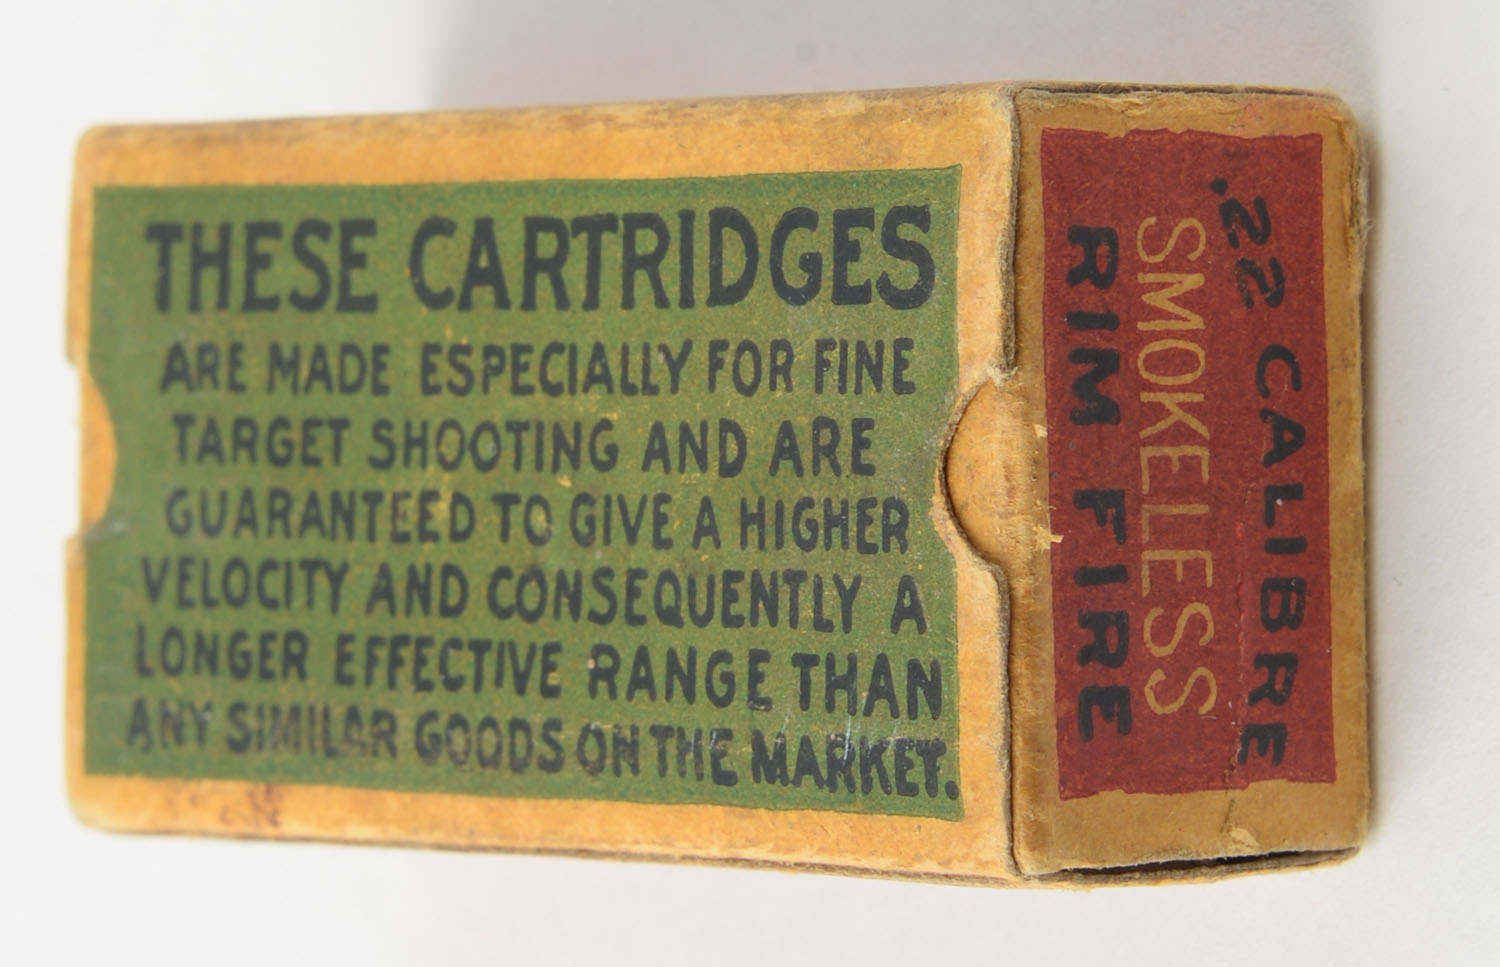 THESE CARTRIDGES
ARE MADE ESPECIALLY FOR FINE
TARGET SHOOTING AND ARE
GUARANTEED TO GIVE A HIGHER
VELOCITY AND CONSEQUENTLY A
LONGER EFFECTIVE RANGE THAN
ANY SIMILAR GOODS ON THE MARKET.
.22 CALIBRE
SMOKELESS
RIM FIRE